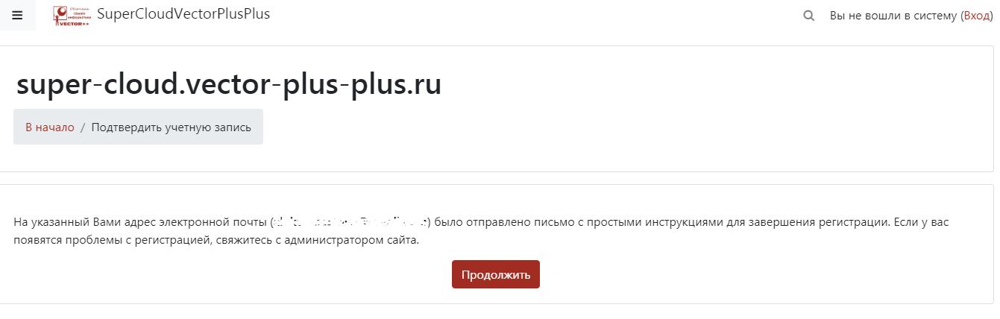 Школа
информатики
VECTOR++
SuperCloudVectorPlusPlus
Вы не вошли в систему (Вход)
super-cloud.vector-plus-plus.ru
В начало / Подтвердить учетную запись
На указанный Вами адрес электронной почты () было отправлено письмо с простыми инструкциями для завершения регистрации. Если у вас
появятся проблемы с регистрацией, свяжитесь с администратором сайта.
Продолжить